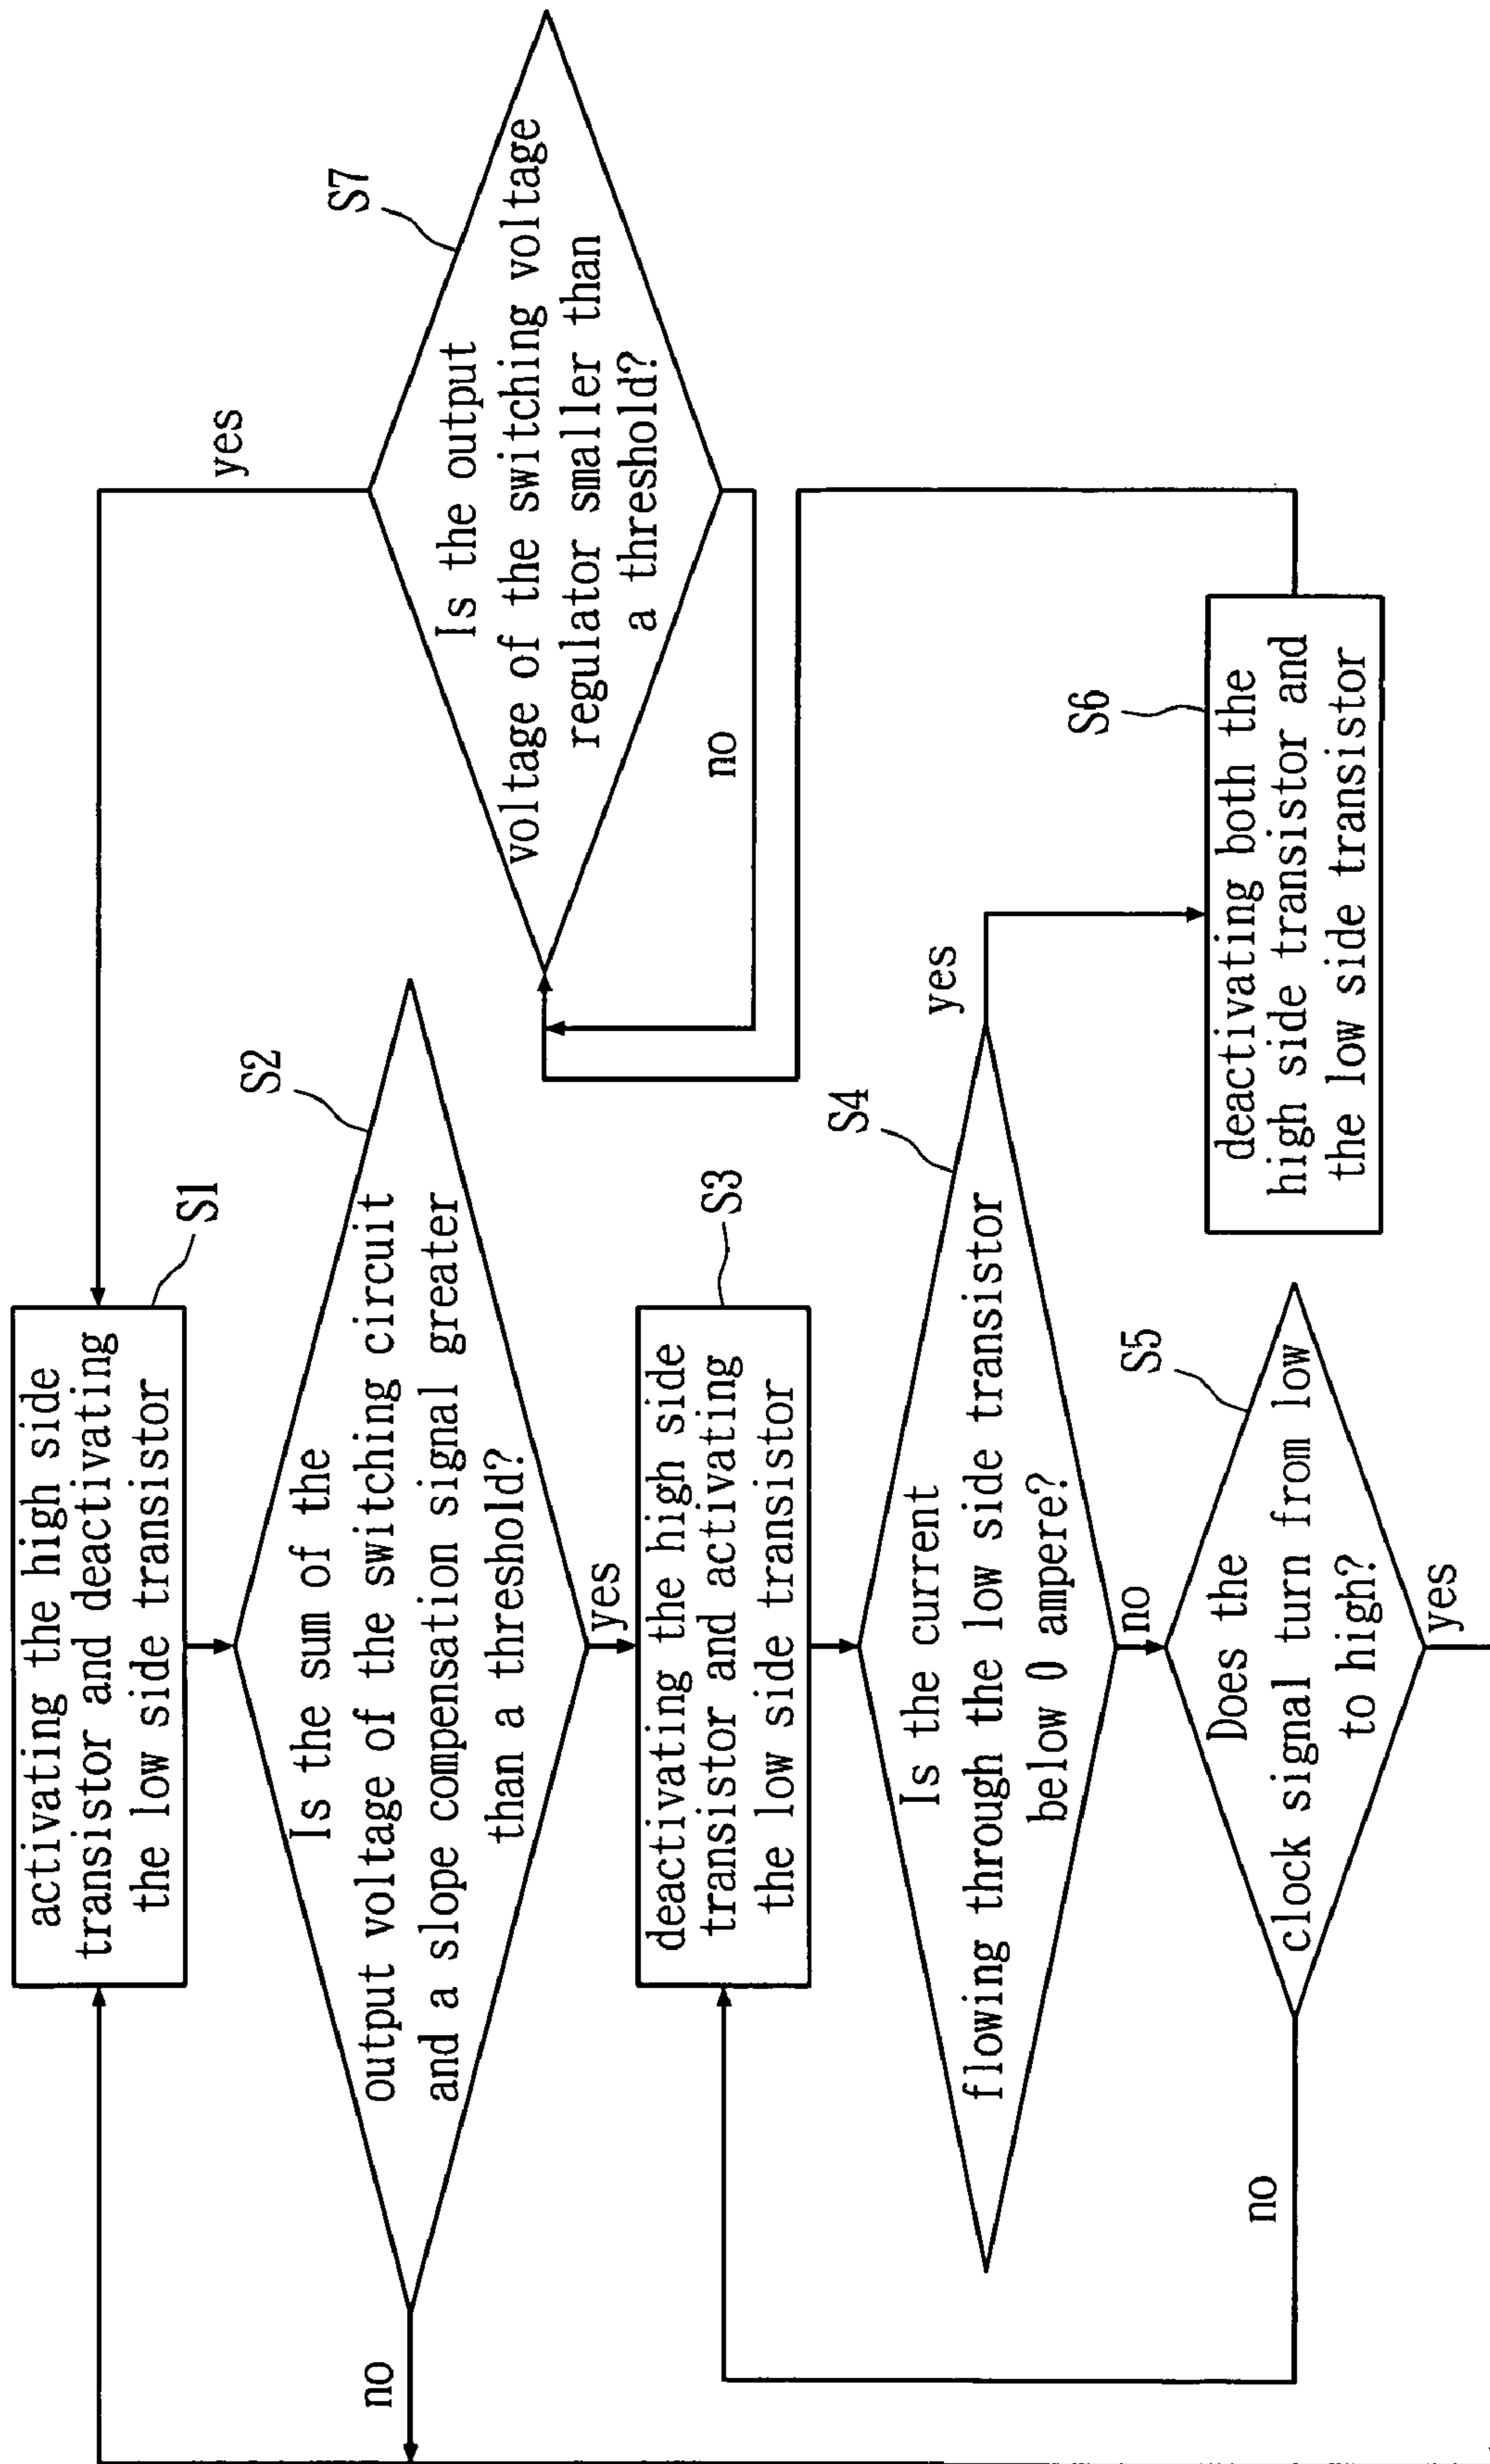 S1
activating the high side
transistor and deactivating
the low side transistor
S2
Is the sum of the
output voltage of the switching circuit
and a slope compensation signal greater
than a threshold?
no
yes
S3
deactivating the high side
transistor and activating
the low side transistor
S4
Is the current
flowing through the low side transistor
below 0 ampere?
yes
no
S5
Does the
clock signal turn from low
to high?
no
yes
S6
deactivating both the
high side transistor and
the low side transistor
S7
Is the output
voltage of the switching voltage
regulator smaller than
a threshold?
yes
no